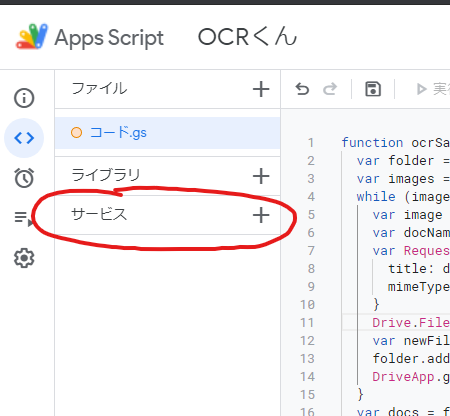 Apps Script OCRくん
ファイル
コード.gs
ライブラリ
サービス
実
1 function ocrSa
2 var folder =
3 var images =
4 while (image
5 var image
6 var docNam
7 var Reques
8 title: d
9 mimeType
10 }
11 Drive.File
12 var newFil
13 folder.add
14 DriveApp.g
15 }
16 var docs = f